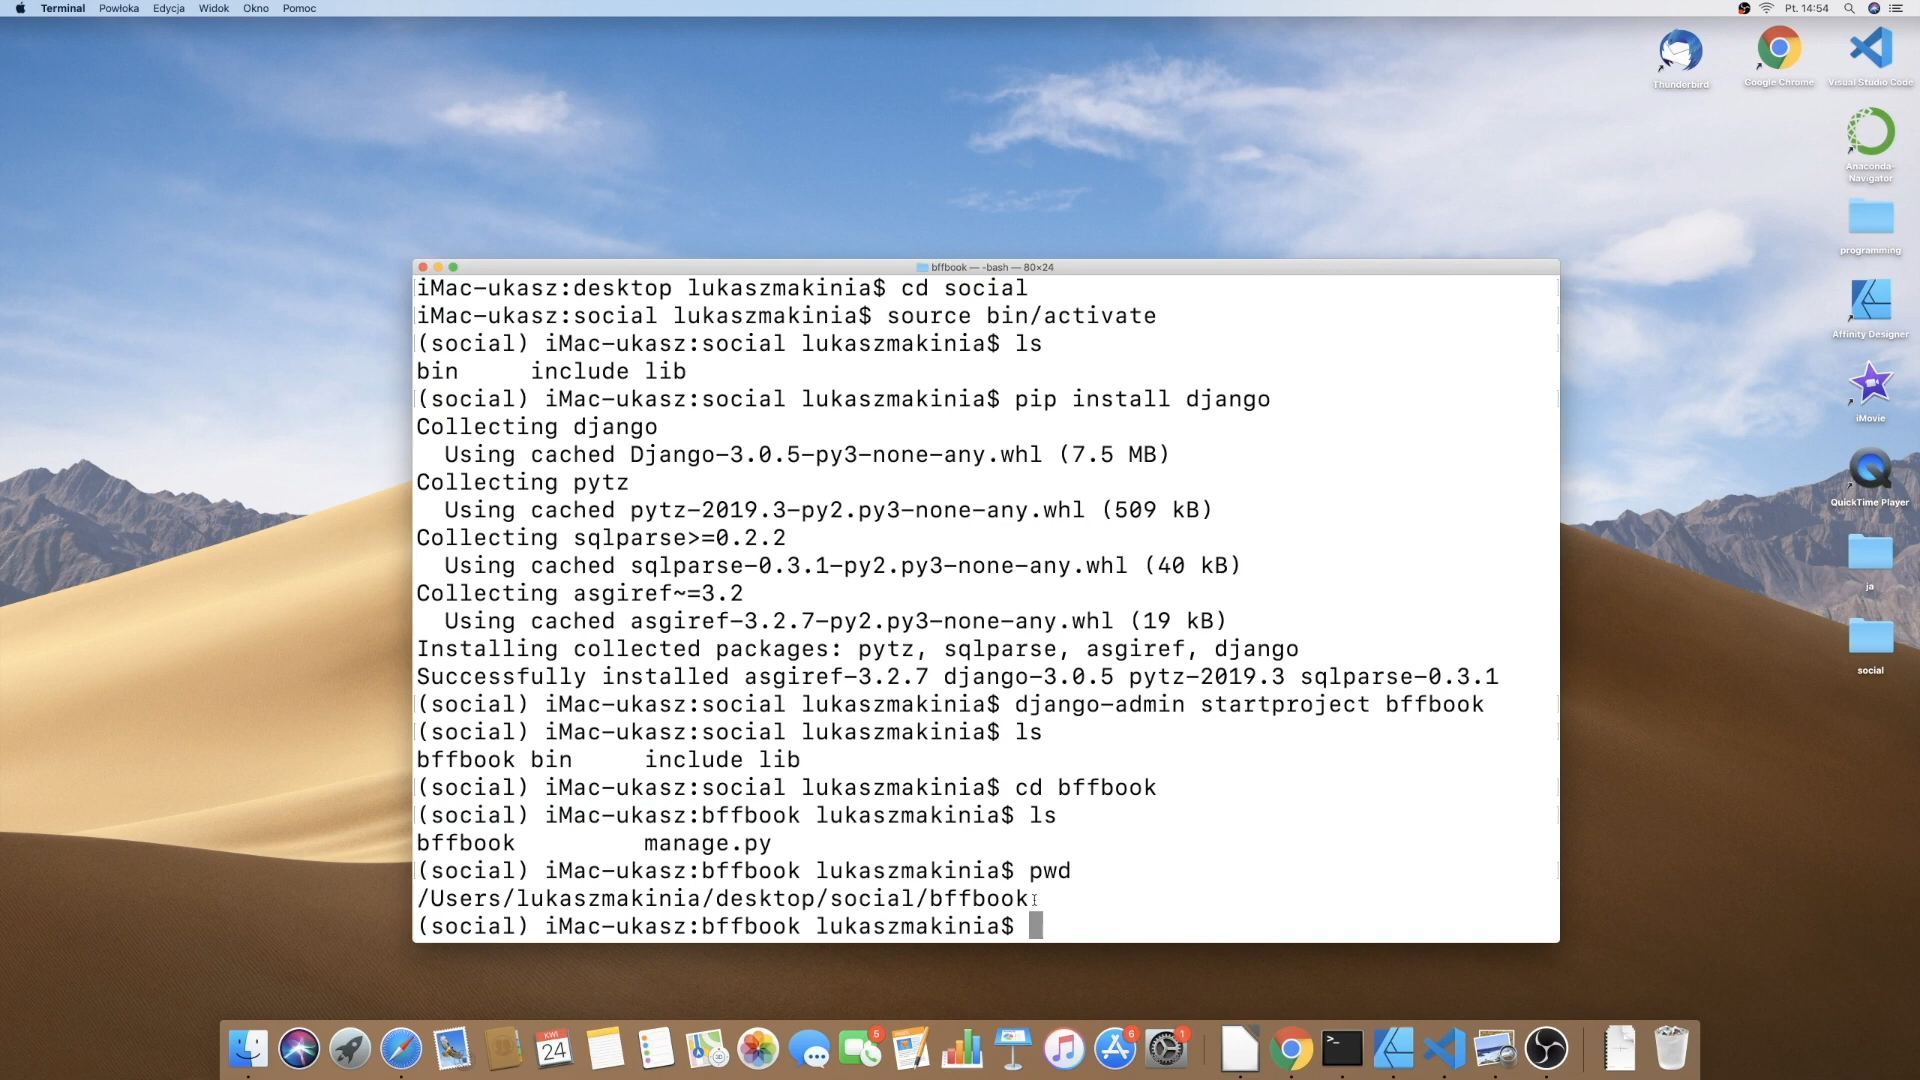 Terminal Powłoka Edycja Widok Okno Pomoc
Pt. 14:54
Thunderbird
Google Chrome
Visual Studio Code
Anaconda-
Navigator
programming
Affinity Designer
iMovie
QuickTime Player
ja
social
bffbook — -bash — 80×24
iMac-ukasz:desktop lukaszmakinia$ cd social
iMac-ukasz:social lukaszmakinia$ source bin/activate
(social) iMac-ukasz:social lukaszmakinia$ ls
bin include lib
(social) iMac-ukasz:social lukaszmakinia$ pip install django
Collecting django
Using cached Django-3.0.5-py3-none-any.whl (7.5 MB)
Collecting pytz
Using cached pytz-2019.3-py2.py3-none-any.whl (509 kB)
Collecting sqlparse>=0.2.2
Using cached sqlparse-0.3.1-py2.py3-none-any.whl (40 kB)
Collecting asgiref~=3.2
Using cached asgiref-3.2.7-py2.py3-none-any.whl (19 kB)
Installing collected packages: pytz, sqlparse, asgiref, django
Successfully installed asgiref-3.2.7 django-3.0.5 pytz-2019.3 sqlparse-0.3.1
(social) iMac-ukasz:social lukaszmakinia$ django-admin startproject bffbook
(social) iMac-ukasz:social lukaszmakinia$ ls
bffbook bin include lib
(social) iMac-ukasz:social lukaszmakinia$ cd bffbook
(social) iMac-ukasz:bffbook lukaszmakinia$ ls
bffbook manage.py
(social) iMac-ukasz:bffbook lukaszmakinia$ pwd
/Users/lukaszmakinia/desktop/social/bffbook
(social) iMac-ukasz:bffbook lukaszmakinia$
KWI
24
3D
5
6
1
>_